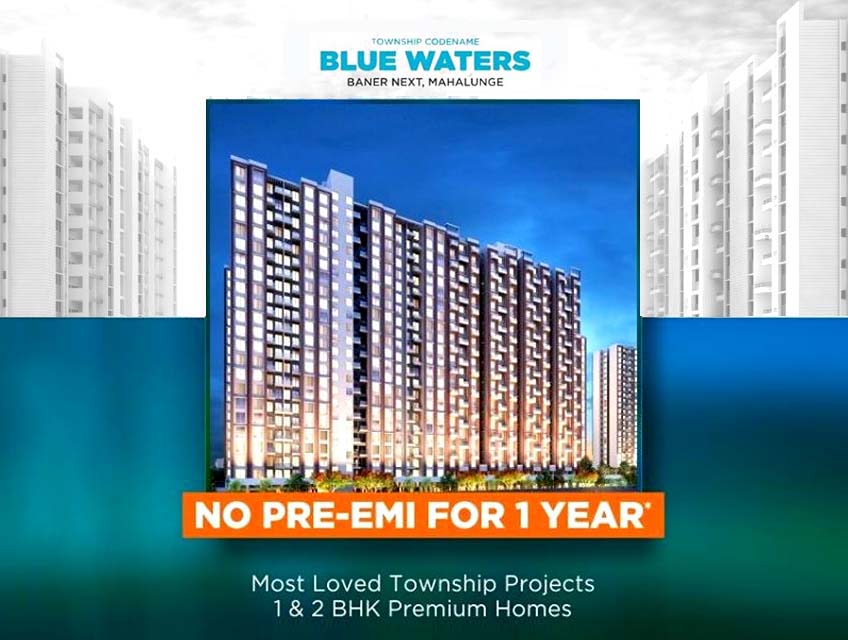 TOWNSHIP CODENAME
BLUE WATERS
BANER NEXT, MAHALUNGE
NO PRE-EMI FOR 1 YEAR*
Most Loved Township Projects
1 & 2 BHK Premium Homes